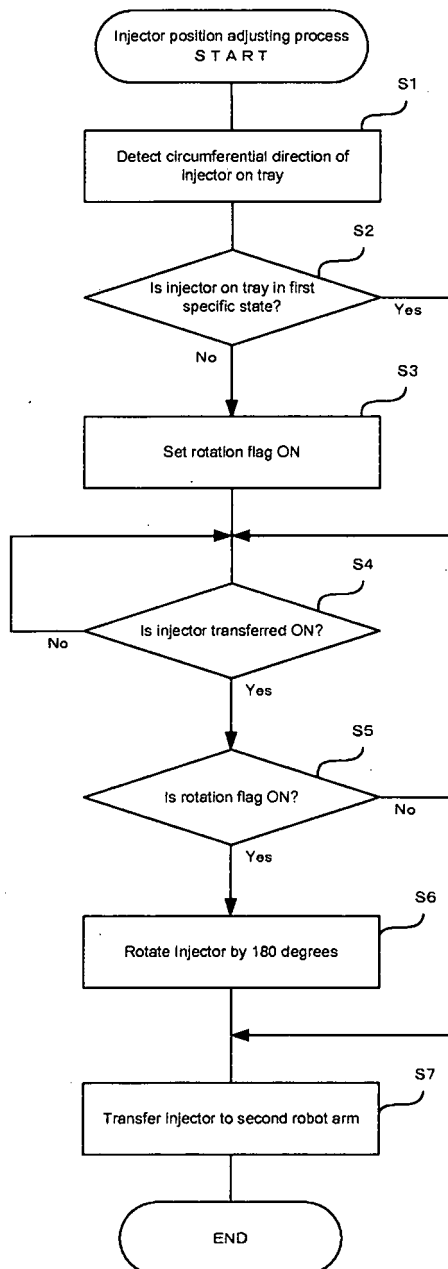 Injector position adjusting process
START
S1
Detect circumferential direction of
injector on tray
S2
Is injector on tray in first
specific state?
Yes
No
S3
Set rotation flag ON
S4
Is injector transferred ON?
No
Yes
S5
Is rotation flag ON?
No
Yes
S6
Rotate Injector by 180 degrees
S7
Transfer Injector to second robot arm
END